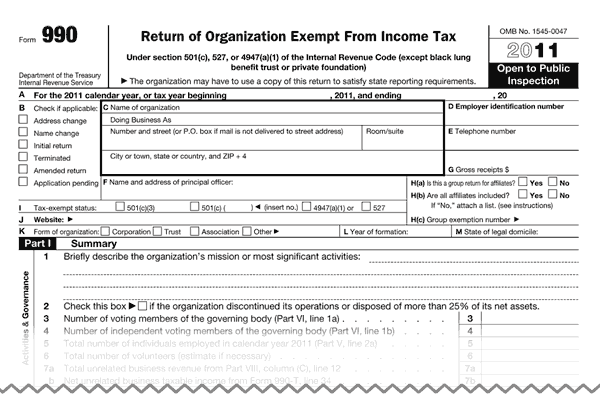 Form 990
Department of the Treasury
Internal Revenue Service
Return of Organization Exempt From Income Tax
Under section 501(c), 527, or 4947(a)(1) of the Internal Revenue Code (except black lung
benefit trust or private foundation)
▶ The organization may have to use a copy of this return to satisfy state reporting requirements.
OMB No. 1545-0047
2011
Open to Public
Inspection
A For the 2011 calendar year, or tax year beginning , 2011, and ending , 20
B Check if applicable:
Address change
Name change
Initial return
Terminated
Amended return
Application pending
C Name of organization
Doing Business As
Number and street (or P.O. box if mail is not delivered to street address) Room/suite
City or town, state or country, and ZIP + 4
D Employer identification number
E Telephone number
G Gross receipts $
F Name and address of principal officer:
H(a) Is this a group return for affiliates? Yes No
H(b) Are all affiliates included? Yes No
If "No," attach a list. (see instructions)
H(c) Group exemption number ▶
I Tax-exempt status: 501(c)(3) 501(c) ( ) ◀ (insert no.) 4947(a)(1) or 527
J Website: ▶
K Form of organization: Corporation Trust Association Other ▶ L Year of formation: M State of legal domicile:
Part I Summary
Activities & Governance
1 Briefly describe the organization's mission or most significant activities:
2 Check this box ▶ if the organization discontinued its operations or disposed of more than 25% of its net assets.
3 Number of voting members of the governing body (Part VI, line 1a) . . . . . . . . . 3
4 Number of independent voting members of the governing body (Part VI, line 1b) . . . . 4
5 Total number of individuals employed in calendar year 2011 (Part V, line 2a) . . . . . 5
6 Total number of volunteers (estimate if necessary) . . . . . . . . . . . . . . 6
7a Total unrelated business revenue from Part VIII, column (C), line 12 . . . . . . . . 7a
b Net unrelated business taxable income from Form 990-T, line 34 . . . . . . . . . 7b